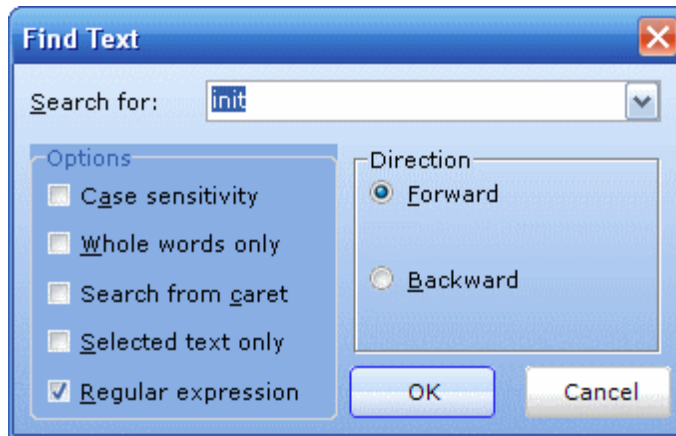 Find Text
Search for: init
Options
Case sensitivity
Whole words only
Search from caret
Selected text only
Regular expression
Direction
Forward
Backward
OK Cancel